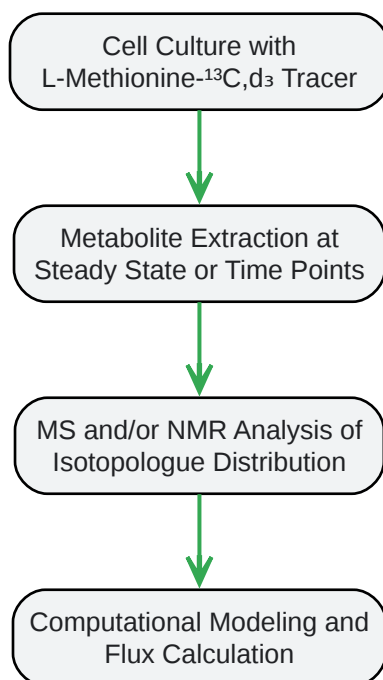 Cell Culture with
L-Methionine-¹³C,d₃ Tracer
Metabolite Extraction at
Steady State or Time Points
MS and/or NMR Analysis of
Isotopologue Distribution
Computational Modeling and
Flux Calculation